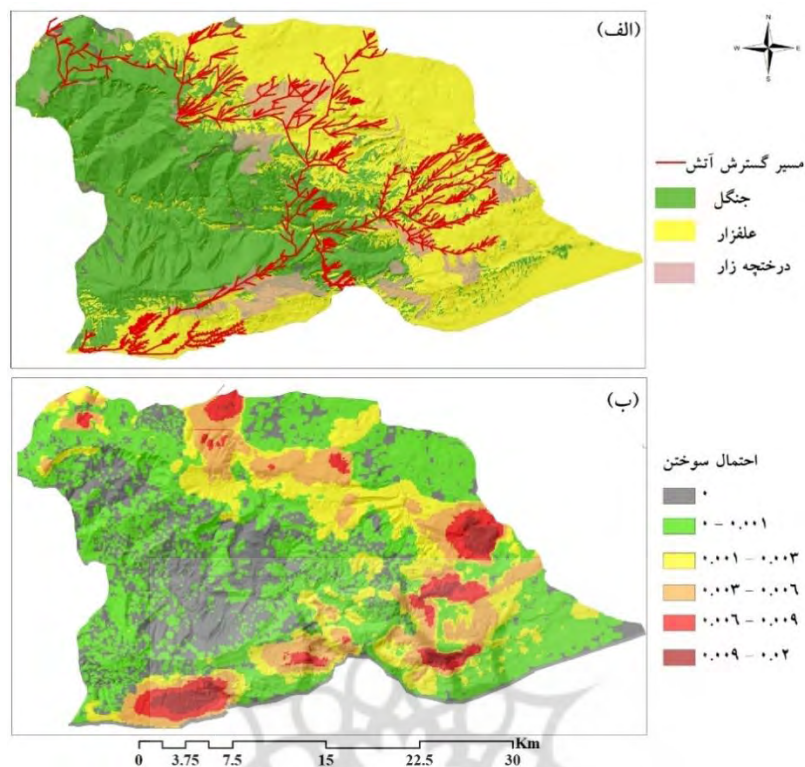 (الف)
N
W E
S
مسیر گسترش آتش
جنگل
علفزار
درختچه زار
(ب)
احتمال سوختن
۰
۰ – ۰.۰۰۱
۰.۰۰۱ – ۰.۰۰۳
۰.۰۰۳ – ۰.۰۰۶
۰.۰۰۶ – ۰.۰۰۹
۰.۰۰۹ – ۰.۰۲
Km
0 3.75 7.5 15 22.5 30